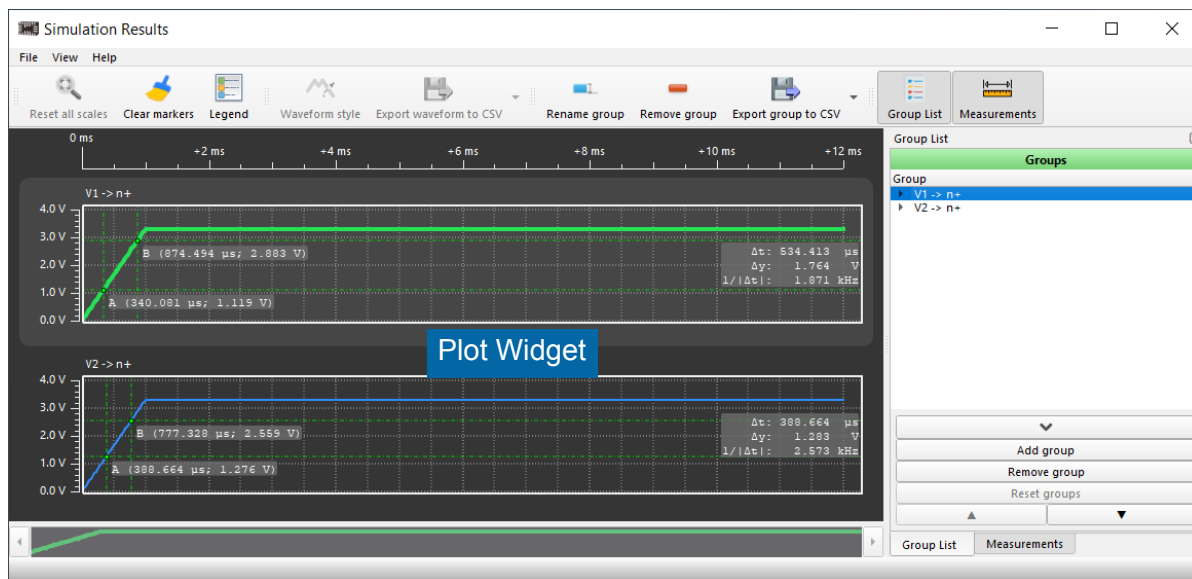 Simulation Results
File View Help
Reset all scales Clear markers Legend Waveform style Export waveform to CSV Rename group Remove group Export group to CSV Group List Measurements
0 ms +2 ms +4 ms +6 ms +8 ms +10 ms +12 ms
V1 -> n+
4.0 V
3.0 V
2.0 V
1.0 V
0.0 V
B (874.494 µs; 2.883 V)
A (340.081 µs; 1.119 V)
Δt: 534.413 µs
Δy: 1.764 V
1/|Δt|: 1.871 kHz
Plot Widget
V2 -> n+
4.0 V
3.0 V
2.0 V
1.0 V
0.0 V
B (777.328 µs; 2.559 V)
A (388.664 µs; 1.276 V)
Δt: 388.664 µs
Δy: 1.283 V
1/|Δt|: 2.573 kHz
Group List
Groups
Group
V1 -> n+
V2 -> n+
Add group
Remove group
Reset groups
Group List Measurements